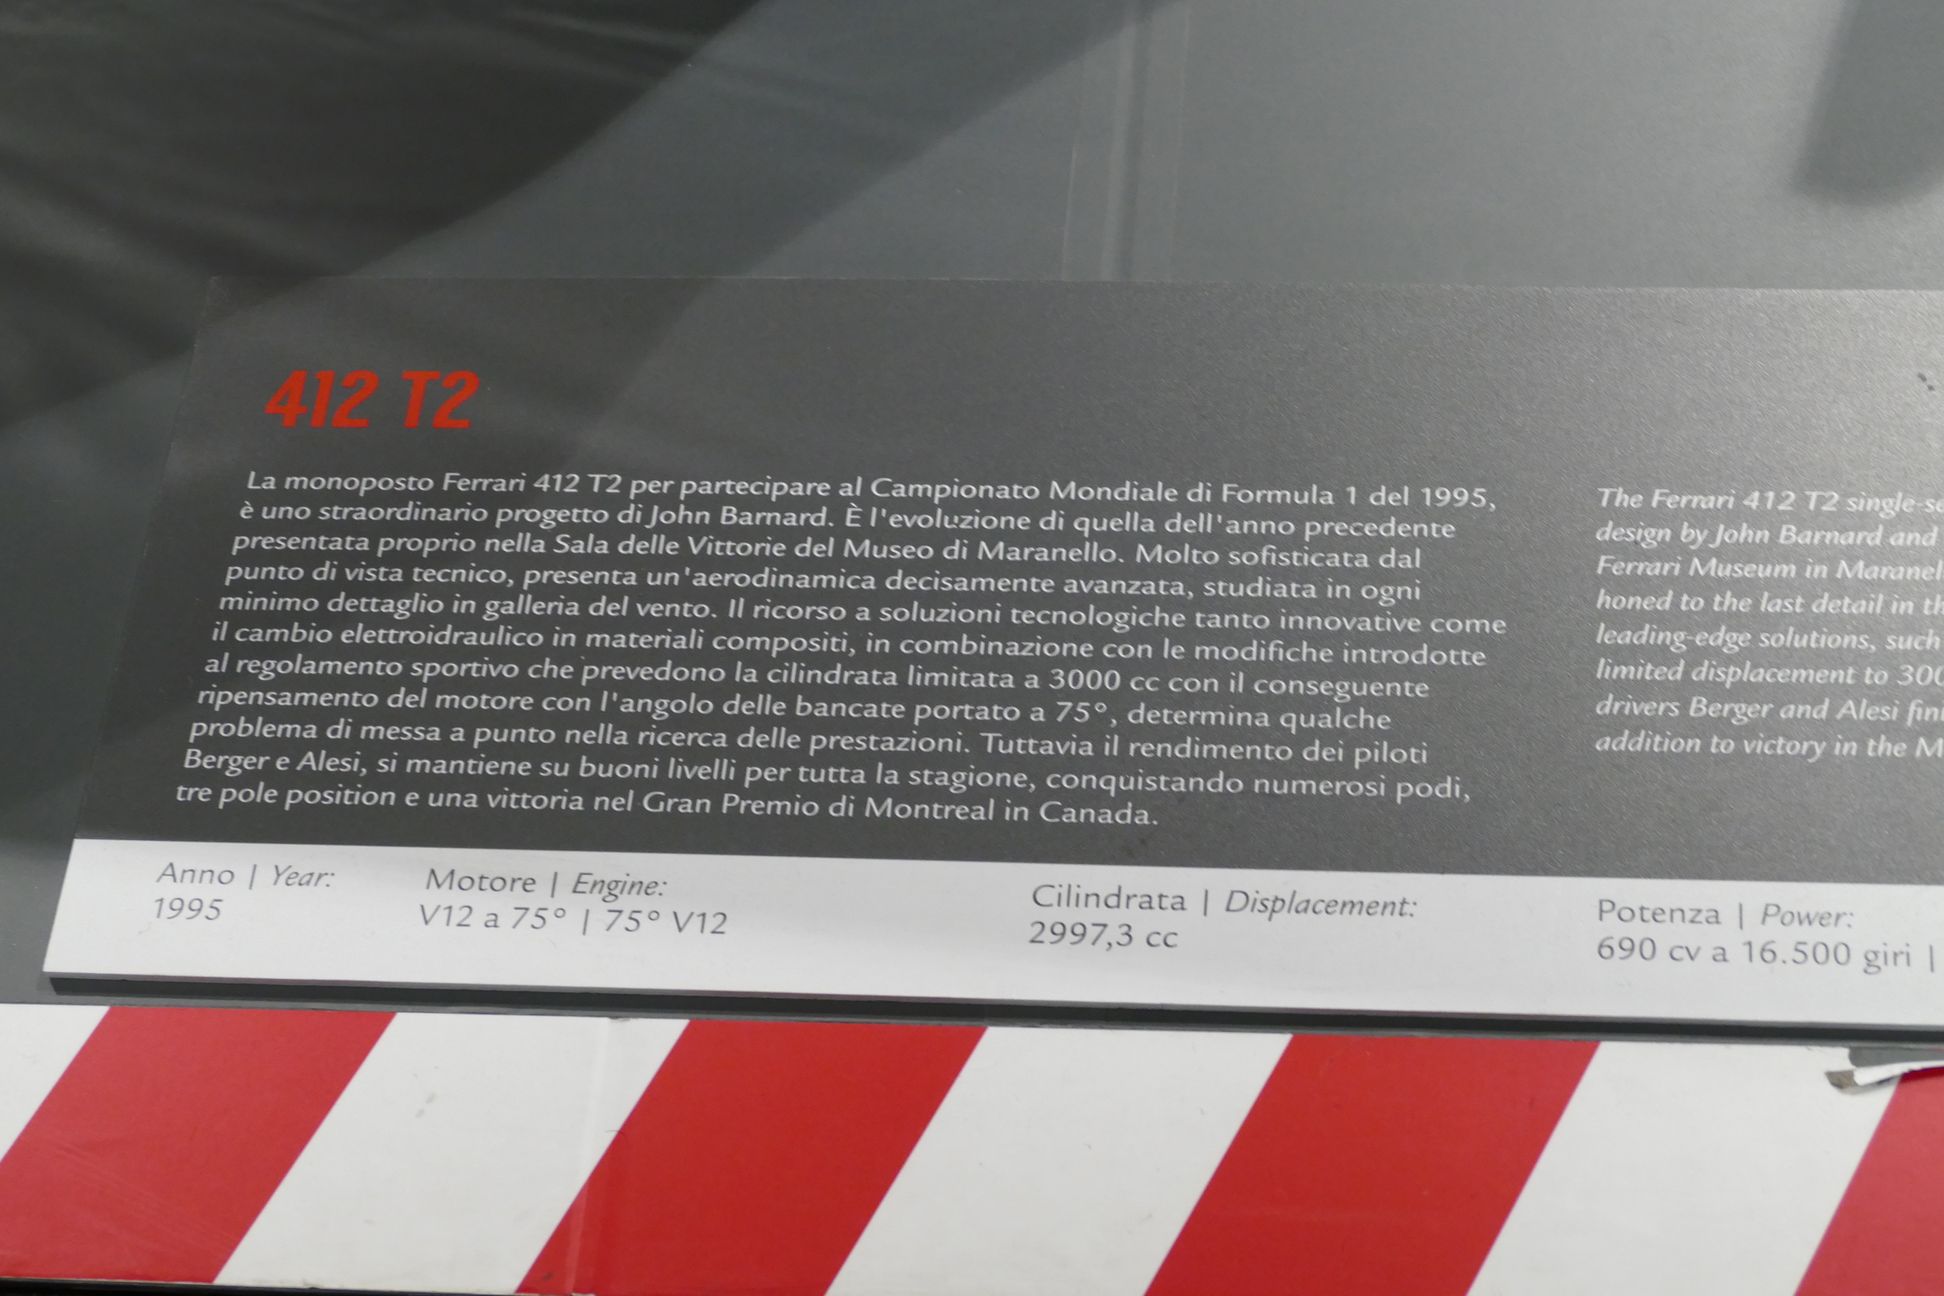 412 T2
La monoposto Ferrari 412 T2 per partecipare al Campionato Mondiale di Formula 1 del 1995,
è uno straordinario progetto di John Barnard. È l'evoluzione di quella dell'anno precedente
presentata proprio nella Sala delle Vittorie del Museo di Maranello. Molto sofisticata dal
punto di vista tecnico, presenta un'aerodinamica decisamente avanzata, studiata in ogni
minimo dettaglio in galleria del vento. Il ricorso a soluzioni tecnologiche tanto innovative come
il cambio elettroidraulico in materiali compositi, in combinazione con le modifiche introdotte
al regolamento sportivo che prevedono la cilindrata limitata a 3000 cc con il conseguente
ripensamento del motore con l'angolo delle bancate portato a 75°, determina qualche
problema di messa a punto nella ricerca delle prestazioni. Tuttavia il rendimento dei piloti
Berger e Alesi, si mantiene su buoni livelli per tutta la stagione, conquistando numerosi podi,
tre pole position e una vittoria nel Gran Premio di Montreal in Canada.
The Ferrari 412 T2 single-se
design by John Barnard and
Ferrari Museum in Maranel
honed to the last detail in th
leading-edge solutions, such
limited displacement to 300
drivers Berger and Alesi fini
addition to victory in the M
Anno | Year:
1995
Motore | Engine:
V12 a 75° | 75° V12
Cilindrata | Displacement:
2997,3 cc
Potenza | Power:
690 cv a 16.500 giri |